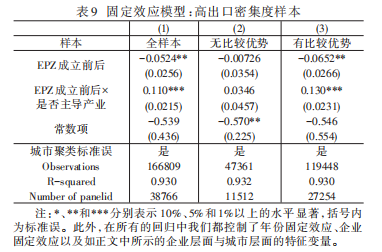 表9 固定效应模型:高出口密集度样本
(1) (2) (3)
样本 全样本 无比较优势 有比较优势
EPZ成立前后 -0.0524** -0.00726 -0.0652**
(0.0256) (0.0354) (0.0266)
EPZ成立前后× 0.110*** 0.0346 0.130***
是否主导产业 (0.0215) (0.0457) (0.0231)
常数项 -0.539 -0.570** -0.546
(0.436) (0.225) (0.554)
城市聚类标准误 是 是 是
Observations 166809 47361 119448
R-squared 0.930 0.932 0.930
Number of panelid 38766 11512 27254
注:*、**和***分别表示10%、5%和1%以上的水平显著,括号内
为标准误。此外,在所有的回归中我们都控制了年份固定效应、企业
固定效应以及如正文中所示的企业层面与城市层面的特征变量。